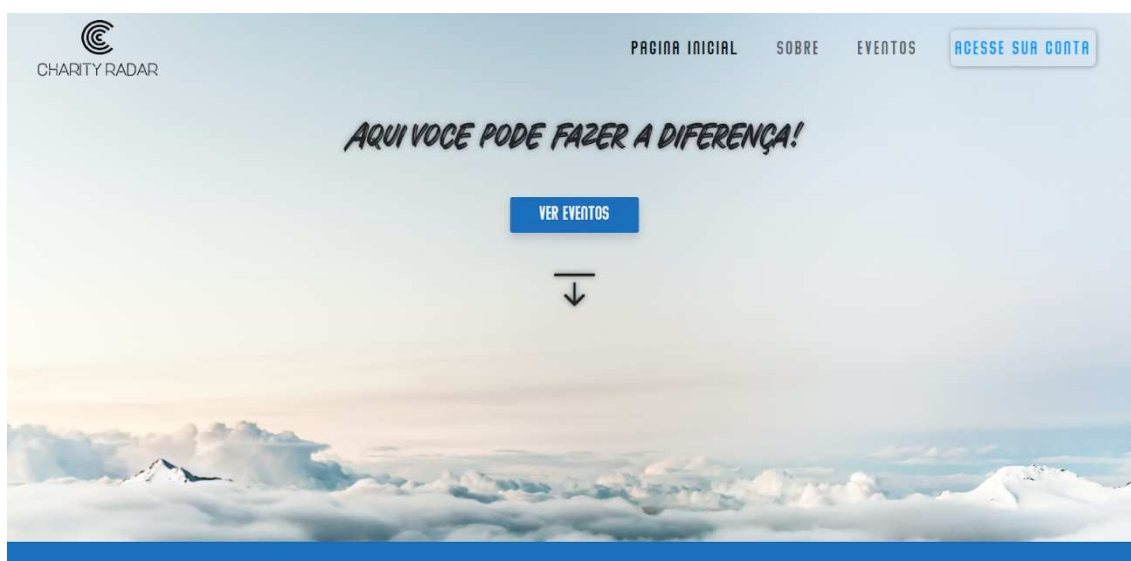 CHARITY RADAR
PAGINA INICIAL SOBRE EVENTOS ACESSE SUA CONTA
AQUI VOCE PODE FAZER A DIFERENÇA!
VER EVENTOS